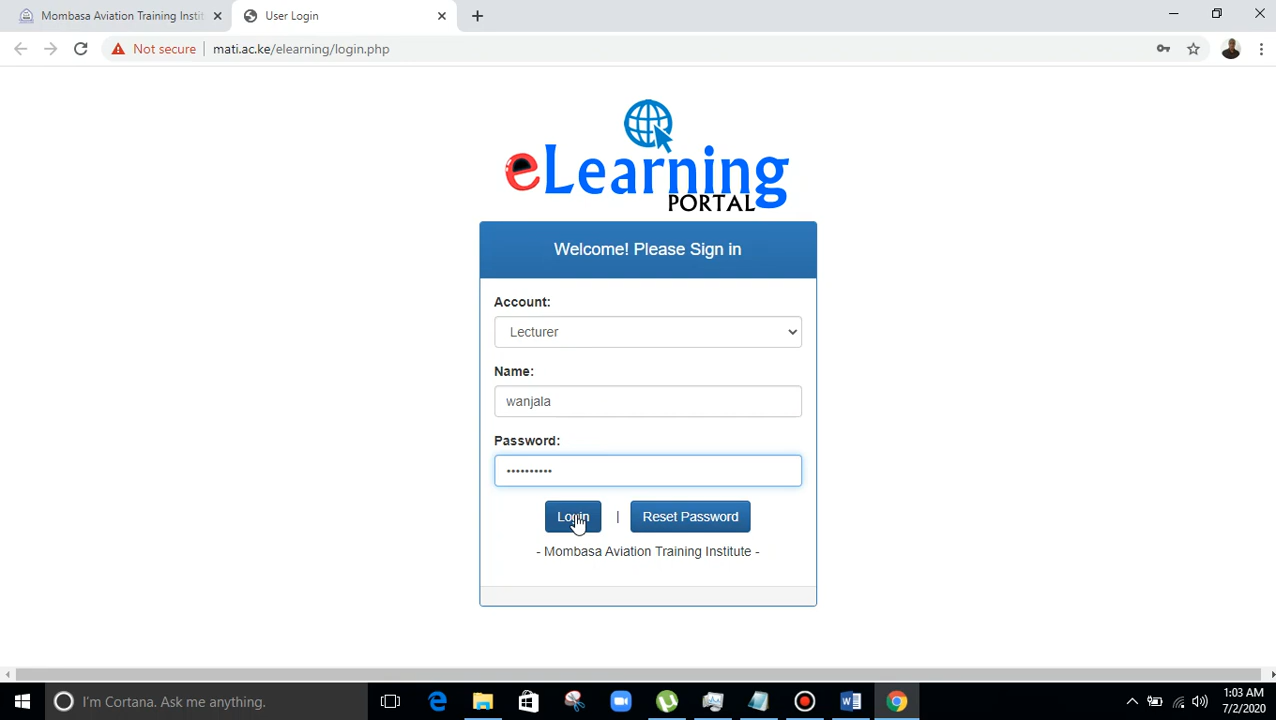 Mombasa Aviation Training Instit
User Login
Not secure
mati.ac.ke/elearning/login.php
eLearning
PORTAL
Welcome! Please Sign in
Account:
Lecturer
Name:
wanjala
Password:
••••••••••
Login | Reset Password
- Mombasa Aviation Training Institute -
I'm Cortana. Ask me anything.
1:03 AM
7/2/2020